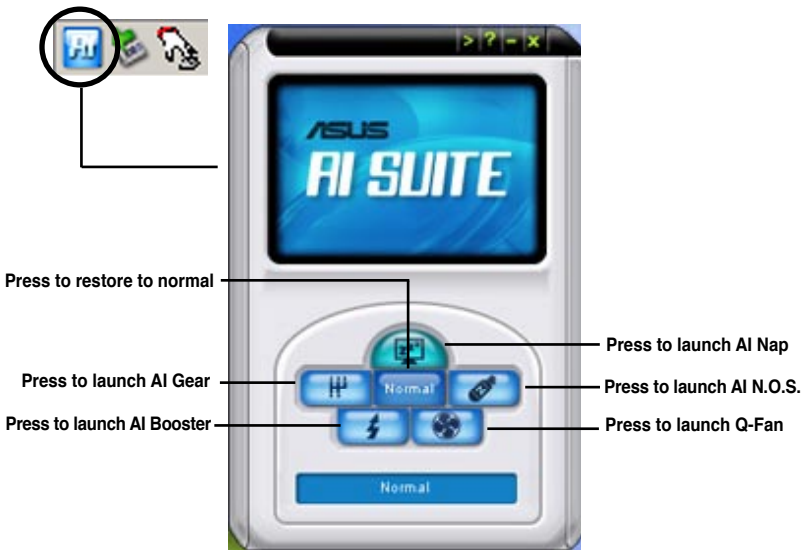 Ai
> ? - x
ASUS
AI SUITE
Press to restore to normal
Press to launch AI Nap
Press to launch AI Gear
Normal
Press to launch AI N.O.S.
Press to launch AI Booster
Press to launch Q-Fan
Normal